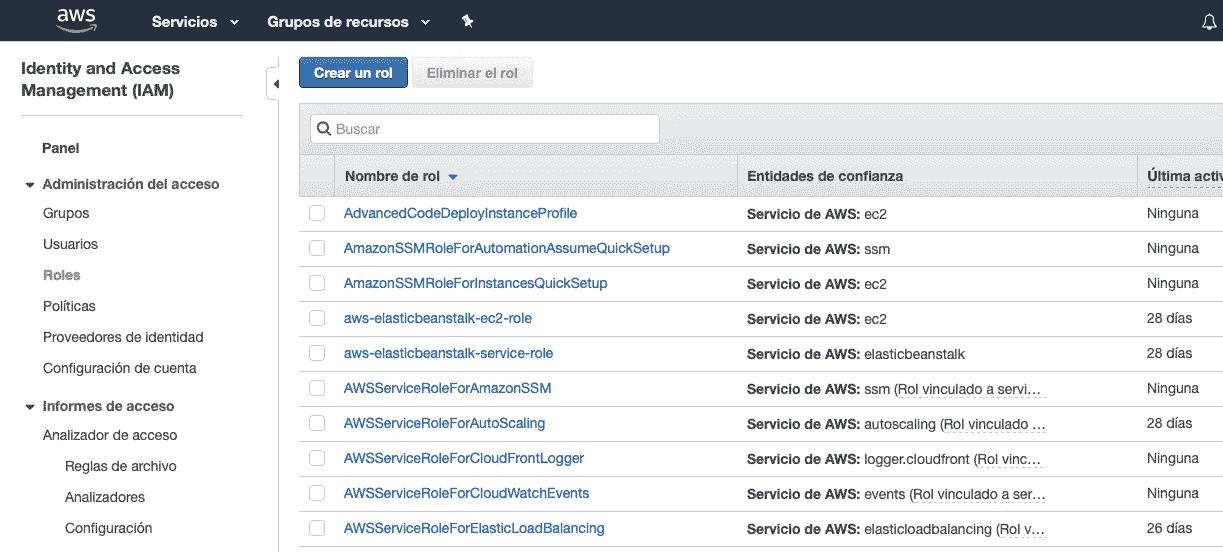 aws Servicios Grupos de recursos
Identity and Access
Management (IAM)
Panel
Administración del acceso
Grupos
Usuarios
Roles
Políticas
Proveedores de identidad
Configuración de cuenta
Informes de acceso
Analizador de acceso
Reglas de archivo
Analizadores
Configuración
Crear un rol Eliminar el rol
Buscar
Nombre de rol Entidades de confianza Última activ
AdvancedCodeDeployInstanceProfile Servicio de AWS: ec2 Ninguna
AmazonSSMRoleForAutomationAssumeQuickSetup Servicio de AWS: ssm Ninguna
AmazonSSMRoleForInstancesQuickSetup Servicio de AWS: ec2 Ninguna
aws-elasticbeanstalk-ec2-role Servicio de AWS: ec2 28 días
aws-elasticbeanstalk-service-role Servicio de AWS: elasticbeanstalk 28 días
AWSServiceRoleForAmazonSSM Servicio de AWS: ssm (Rol vinculado a servi… Ninguna
AWSServiceRoleForAutoScaling Servicio de AWS: autoscaling (Rol vinculado … 28 días
AWSServiceRoleForCloudFrontLogger Servicio de AWS: logger.cloudfront (Rol vinc… Ninguna
AWSServiceRoleForCloudWatchEvents Servicio de AWS: events (Rol vinculado a ser… Ninguna
AWSServiceRoleForElasticLoadBalancing Servicio de AWS: elasticloadbalancing (Rol v… 26 días